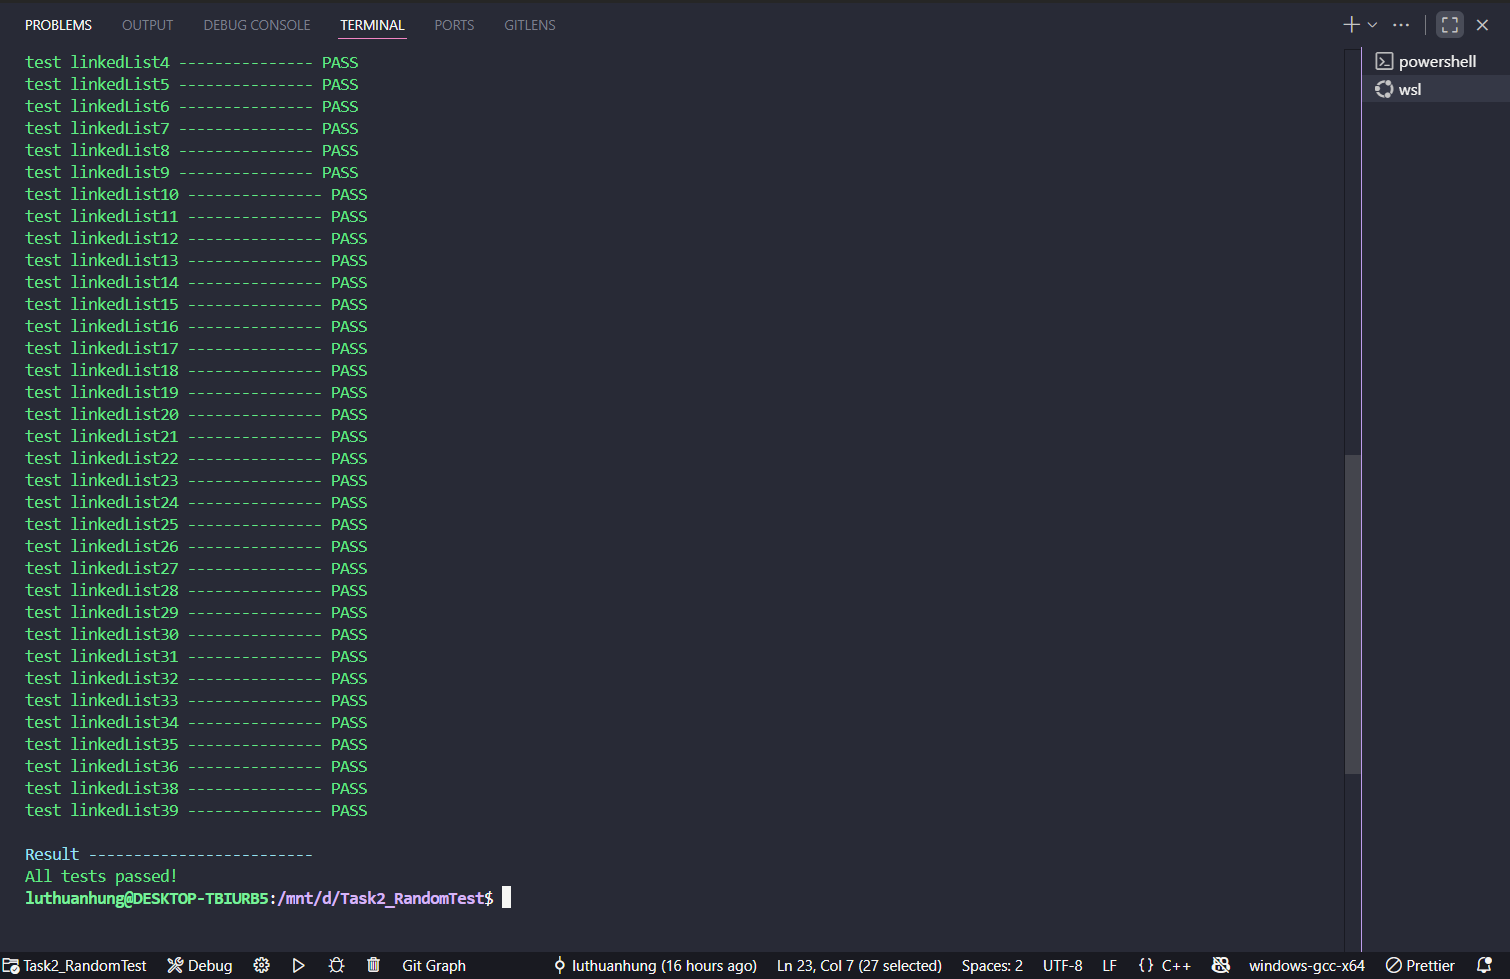 PROBLEMS OUTPUT DEBUG CONSOLE TERMINAL PORTS GITLENS
powershell
wsl
test linkedList4 --------------- PASS
test linkedList5 --------------- PASS
test linkedList6 --------------- PASS
test linkedList7 --------------- PASS
test linkedList8 --------------- PASS
test linkedList9 --------------- PASS
test linkedList10 --------------- PASS
test linkedList11 --------------- PASS
test linkedList12 --------------- PASS
test linkedList13 --------------- PASS
test linkedList14 --------------- PASS
test linkedList15 --------------- PASS
test linkedList16 --------------- PASS
test linkedList17 --------------- PASS
test linkedList18 --------------- PASS
test linkedList19 --------------- PASS
test linkedList20 --------------- PASS
test linkedList21 --------------- PASS
test linkedList22 --------------- PASS
test linkedList23 --------------- PASS
test linkedList24 --------------- PASS
test linkedList25 --------------- PASS
test linkedList26 --------------- PASS
test linkedList27 --------------- PASS
test linkedList28 --------------- PASS
test linkedList29 --------------- PASS
test linkedList30 --------------- PASS
test linkedList31 --------------- PASS
test linkedList32 --------------- PASS
test linkedList33 --------------- PASS
test linkedList34 --------------- PASS
test linkedList35 --------------- PASS
test linkedList36 --------------- PASS
test linkedList38 --------------- PASS
test linkedList39 --------------- PASS
Result -------------------------
All tests passed!
luthuanhung@DESKTOP-TBIURB5:/mnt/d/Task2_RandomTest$
Task2_RandomTest Debug Git Graph luthuanhung (16 hours ago) Ln 23, Col 7 (27 selected) Spaces: 2 UTF-8 LF {} C++ windows-gcc-x64 Prettier